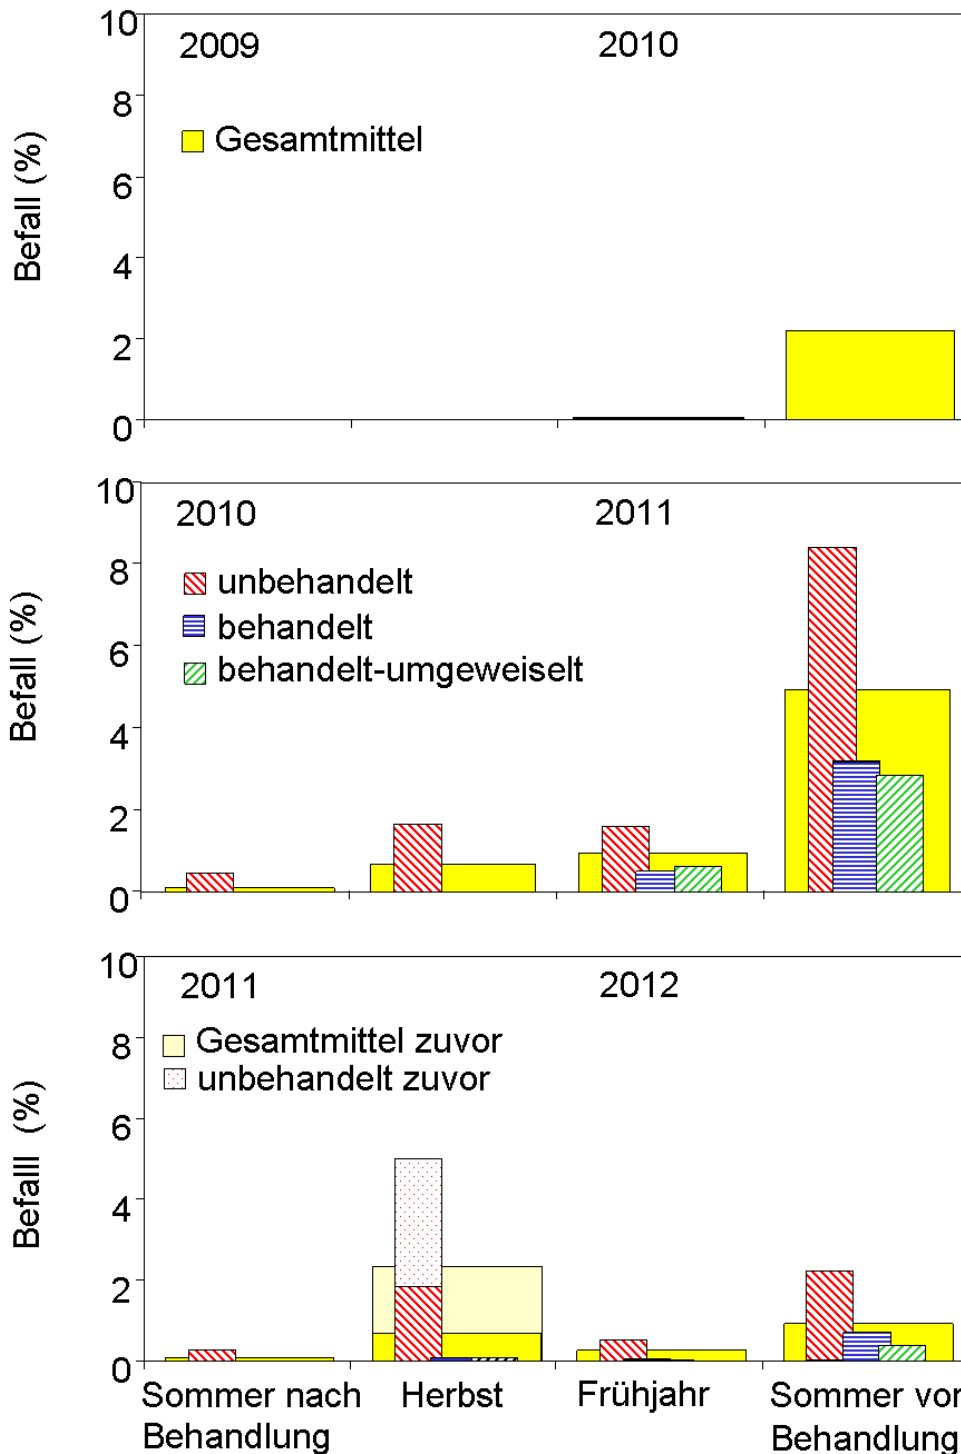 10
2009
2010
8
Gesamtmittel
6
4
2
0
Befall (%)
10
2010
2011
8
unbehandelt
behandelt
6
behandelt-umgeweiselt
4
2
0
Befall (%)
10
2011
2012
Gesamtmittel zuvor
8
unbehandelt zuvor
6
4
2
0
Befalll (%)
Sommer nach Behandlung
Herbst
Frühjahr
Sommer vor Behandlung